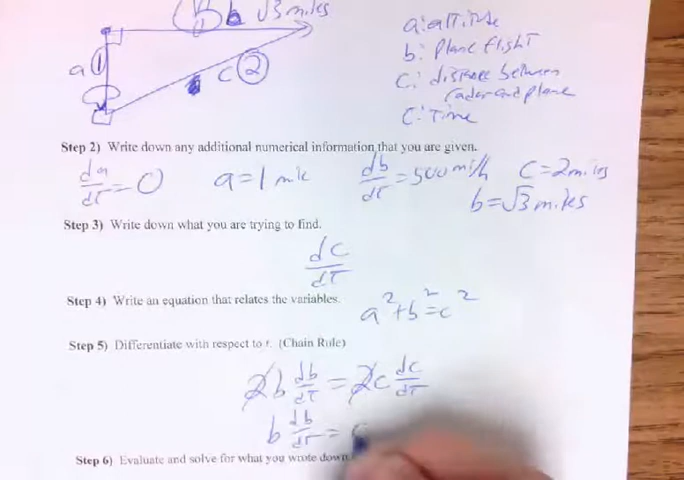 b √3 miles
a 1
c 2
a: altitude
b: plane flight
c: distance between
radar and plane
t: time
Step 2) Write down any additional numerical information that you are given.
da/dt = 0 a = 1 mile db/dt = 500 mi/h c = 2 miles
b = √3 miles
Step 3) Write down what you are trying to find.
dc/dt
Step 4) Write an equation that relates the variables. a² + b² = c²
Step 5) Differentiate with respect to t. (Chain Rule)
2b db/dt = 2c dc/dt
b db/dt = c
Step 6) Evaluate and solve for what you wrote down